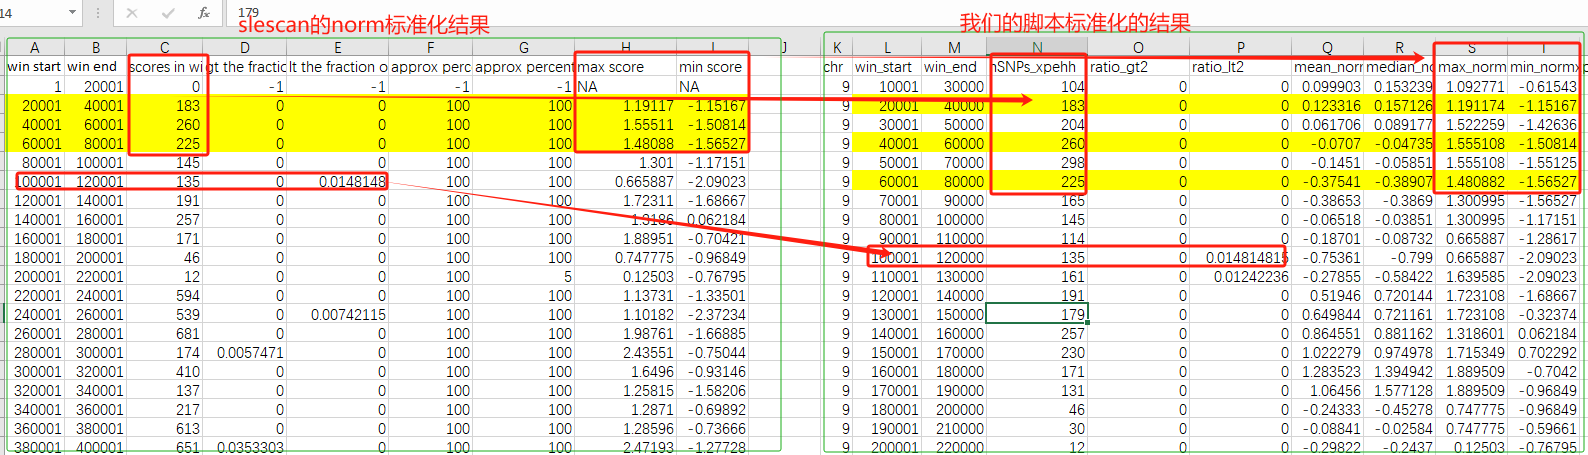 14 fx 179
slescan的norm标准化结果 我们的脚本标准化的结果
A B C D E F G H I J K L M N O P Q R S T
win start win end scores in wi gt the fractic lt the fraction o approx perc approx percent max score min score chr win_start win_end nSNPs_xpehh ratio_gt2 ratio_lt2 mean_norr median_nc max_norm min_normx
1 20001 0 -1 -1 -1 -1 NA NA 9 10001 30000 104 0 0 0.099903 0.153239 1.092771 -0.61543
20001 40001 183 0 0 100 100 1.19117 -1.15167 9 20001 40000 183 0 0 0.123316 0.157126 1.191174 -1.15167
40001 60001 260 0 0 100 100 1.55511 -1.50814 9 30001 50000 204 0 0 0.061706 0.089177 1.522259 -1.42636
60001 80001 225 0 0 100 100 1.48088 -1.56527 9 40001 60000 260 0 0 -0.0707 -0.04735 1.555108 -1.50814
80001 100001 145 0 0 100 100 1.301 -1.17151 9 50001 70000 298 0 0 -0.1451 -0.05851 1.555108 -1.55125
100001 120001 135 0 0.0148148 100 100 0.665887 -2.09023 9 60001 80000 225 0 0 -0.37541 -0.38907 1.480882 -1.56527
120001 140001 191 0 0 100 100 1.72311 -1.68667 9 70001 90000 165 0 0 -0.38653 -0.3869 1.300995 -1.56527
140001 160001 257 0 0 100 100 1.3186 0.062184 9 80001 100000 145 0 0 -0.06518 -0.03851 1.300995 -1.17151
160001 180001 171 0 0 100 100 1.88951 -0.70421 9 90001 110000 114 0 0 -0.18701 -0.08732 0.665887 -1.28617
180001 200001 46 0 0 100 100 0.747775 -0.96849 9 100001 120000 135 0 0.014814815 -0.75361 -0.799 0.665887 -2.09023
200001 220001 12 0 0 100 5 0.12503 -0.76795 9 110001 130000 161 0 0.01242236 -0.27855 -0.58422 1.639585 -2.09023
220001 240001 594 0 0 100 100 1.13731 -1.33501 9 120001 140000 191 0 0 0.51946 0.720144 1.723108 -1.68667
240001 260001 539 0 0.00742115 100 100 1.10182 -2.37234 9 130001 150000 179 0 0 0.649844 0.721161 1.723108 -0.32374
260001 280001 681 0 0 100 100 1.98761 -1.66885 9 140001 160000 257 0 0 0.864551 0.881162 1.318601 0.062184
280001 300001 174 0.0057471 0 100 100 2.43551 -0.75044 9 150001 170000 230 0 0 1.022279 0.974978 1.715349 0.702292
300001 320001 410 0 0 100 100 1.6496 -0.93146 9 160001 180000 171 0 0 1.283523 1.394942 1.889509 -0.7042
320001 340001 137 0 0 100 100 1.25815 -1.58206 9 170001 190000 131 0 0 1.06456 1.577128 1.889509 -0.96849
340001 360001 217 0 0 100 100 1.2871 -0.69892 9 180001 200000 46 0 0 -0.24333 -0.45278 0.747775 -0.96849
360001 380001 613 0 0 100 100 1.28596 -0.73666 9 190001 210000 30 0 0 -0.08841 -0.02584 0.747775 -0.59661
380001 400001 651 0.0353303 0 100 100 2.47193 -1.27728 9 200001 220000 12 0 0 -0.29822 -0.2437 0.12503 -0.76795